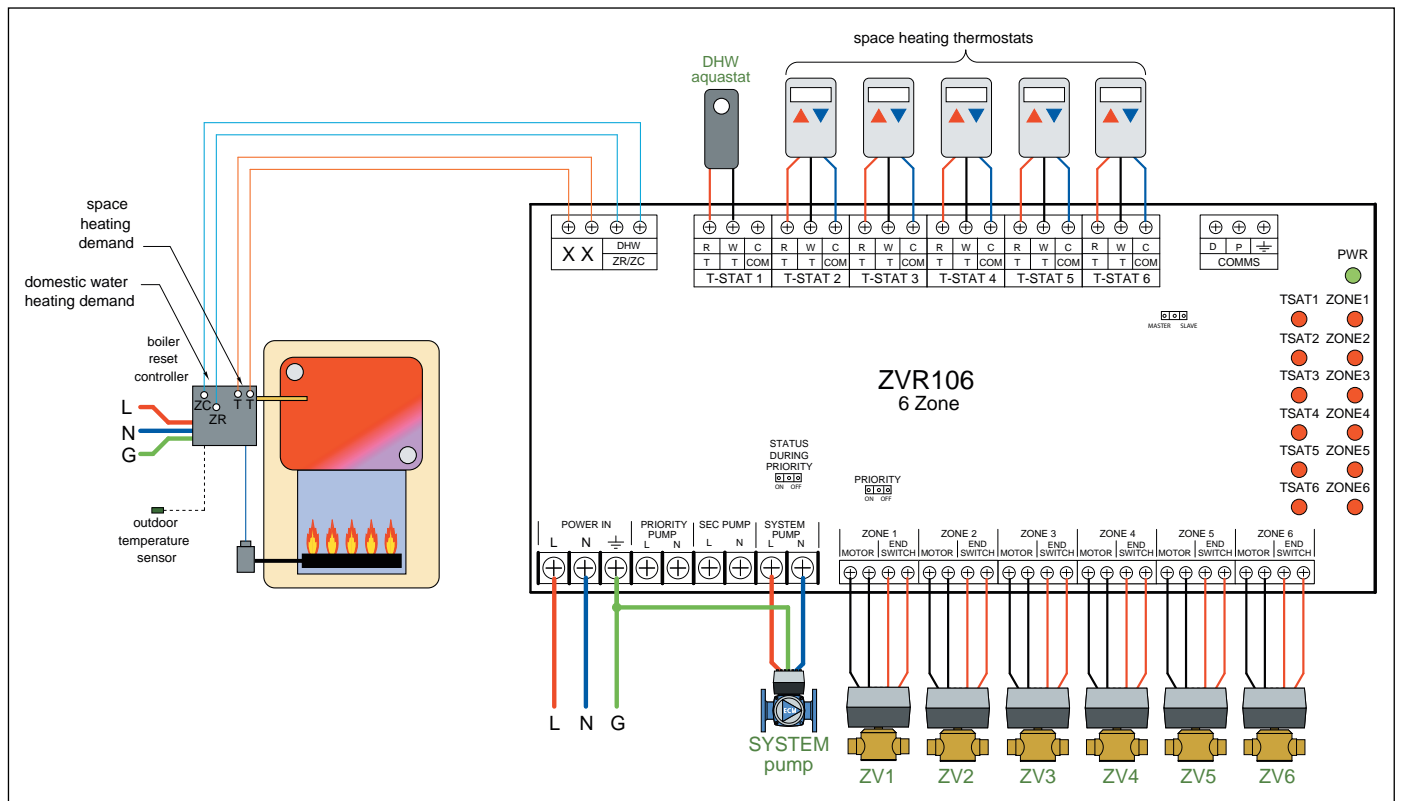 space heating thermostats
DHW
aquastat
space
heating
demand
domestic water
heating demand
boiler
reset
controller
ZC
ZR
T T
L
N
G
outdoor
temperature
sensor
X X
DHW
ZR/ZC
R W C
T T COM
T-STAT 1
R W C
T T COM
T-STAT 2
R W C
T T COM
T-STAT 3
R W C
T T COM
T-STAT 4
R W C
T T COM
T-STAT 5
R W C
T T COM
T-STAT 6
D P
COMMS
PWR
MASTER SLAVE
TSAT1 ZONE1
TSAT2 ZONE2
TSAT3 ZONE3
TSAT4 ZONE4
TSAT5 ZONE5
TSAT6 ZONE6
ZVR106
6 Zone
STATUS
DURING
PRIORITY
ON OFF
PRIORITY
ON OFF
POWER IN
L N
PRIORITY
PUMP
L N
SEC PUMP
L N
SYSTEM
PUMP
L N
ZONE 1
MOTOR
END
SWITCH
ZONE 2
MOTOR
END
SWITCH
ZONE 3
MOTOR
END
SWITCH
ZONE 4
MOTOR
END
SWITCH
ZONE 5
MOTOR
END
SWITCH
ZONE 6
MOTOR
END
SWITCH
L N G
ECM
SYSTEM
pump
ZV1
ZV2
ZV3
ZV4
ZV5
ZV6